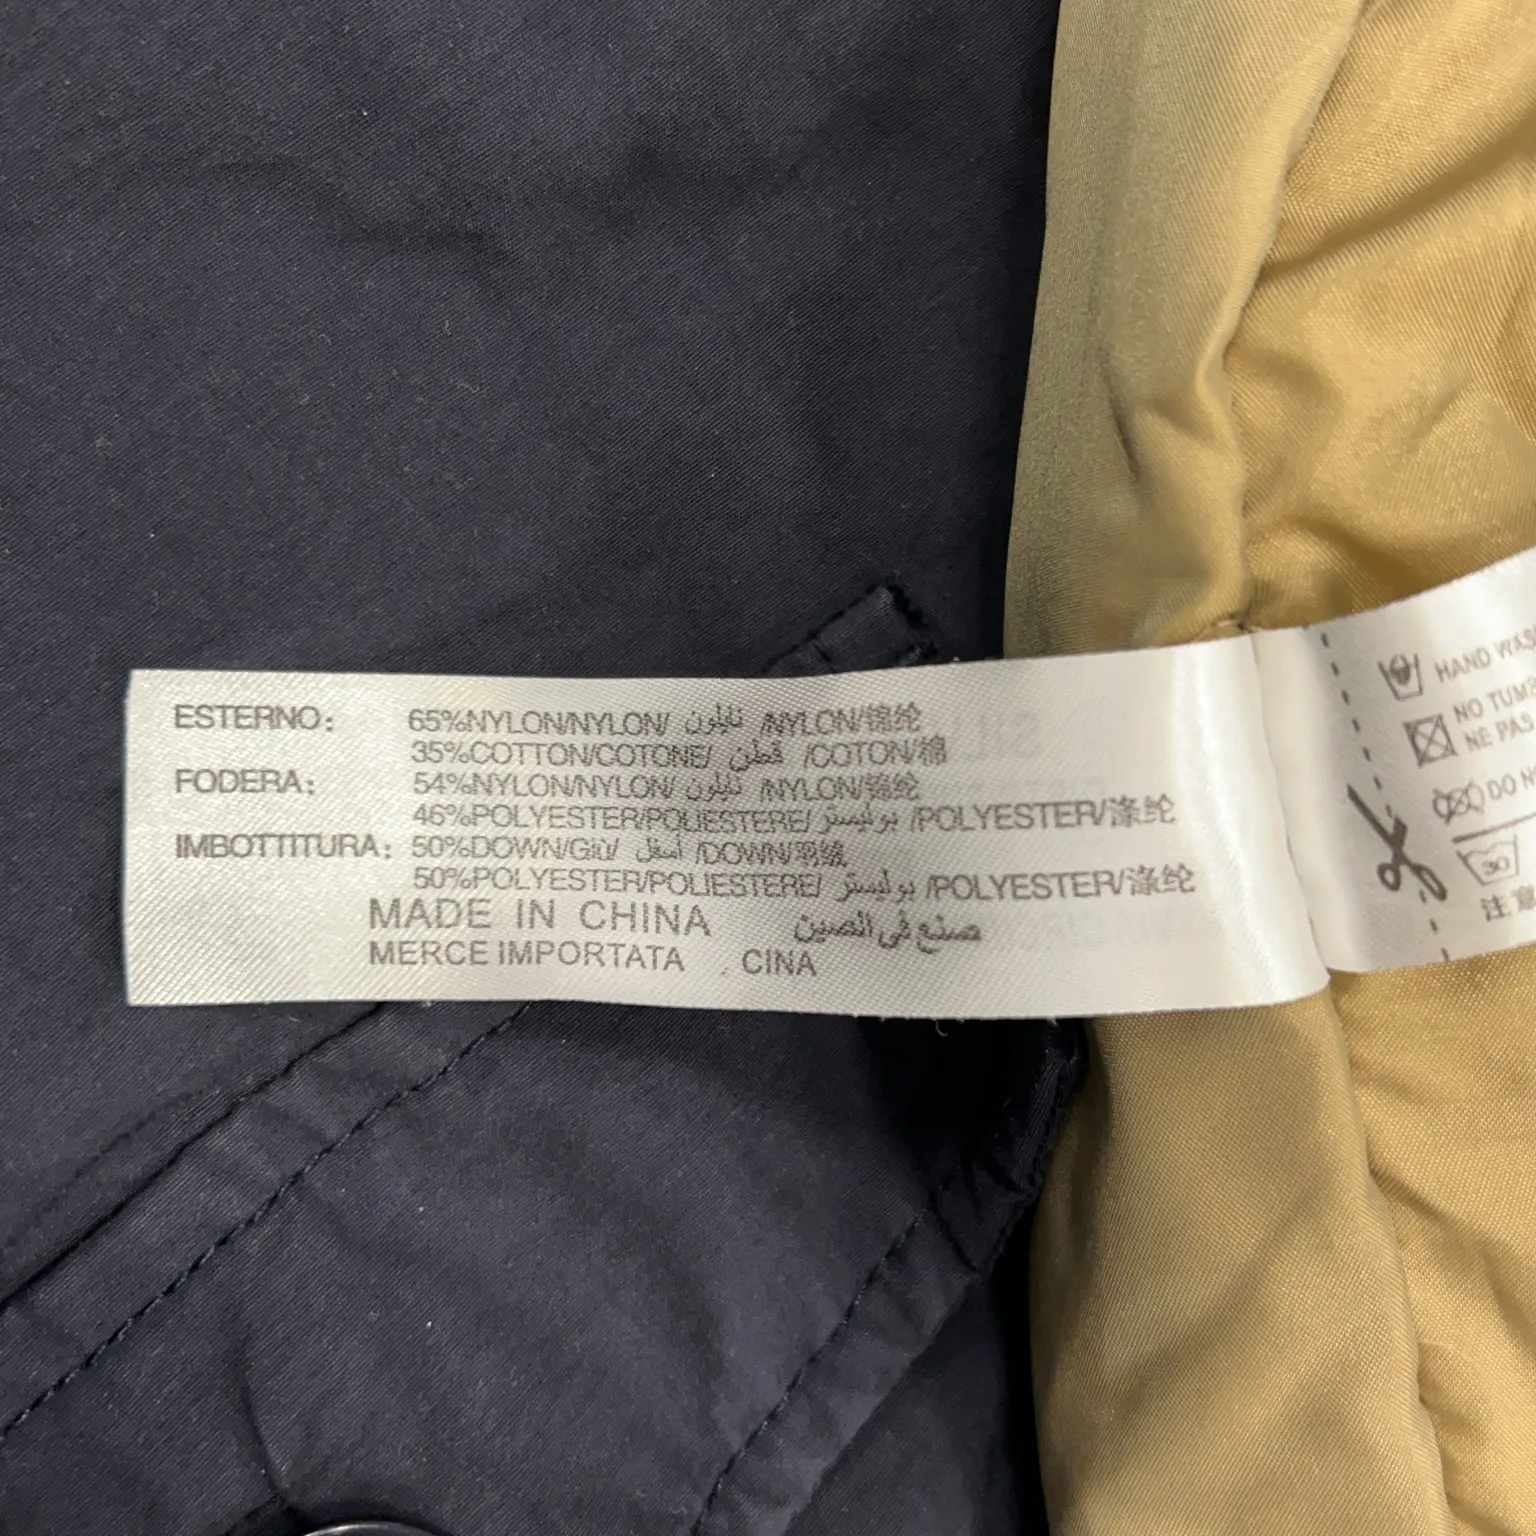 ESTERNO: 65%NYLON/NYLON/ نايلون /NYLON/锦纶
35%COTTON/COTONE/ قطن /COTON/棉
FODERA: 54%NYLON/NYLON/ نايلون /NYLON/锦纶
46%POLYESTER/POLIESTERE/ بوليستر /POLYESTER/涤纶
IMBOTTITURA: 50%DOWN/GIÙ/ أسفل /DOWN/羽绒
50%POLYESTER/POLIESTERE/ بوليستر /POLYESTER/涤纶
MADE IN CHINA صنع في الصين
MERCE IMPORTATA . CINA
HAND WAS
NO TUM
NE PAS
DO N
30
注意